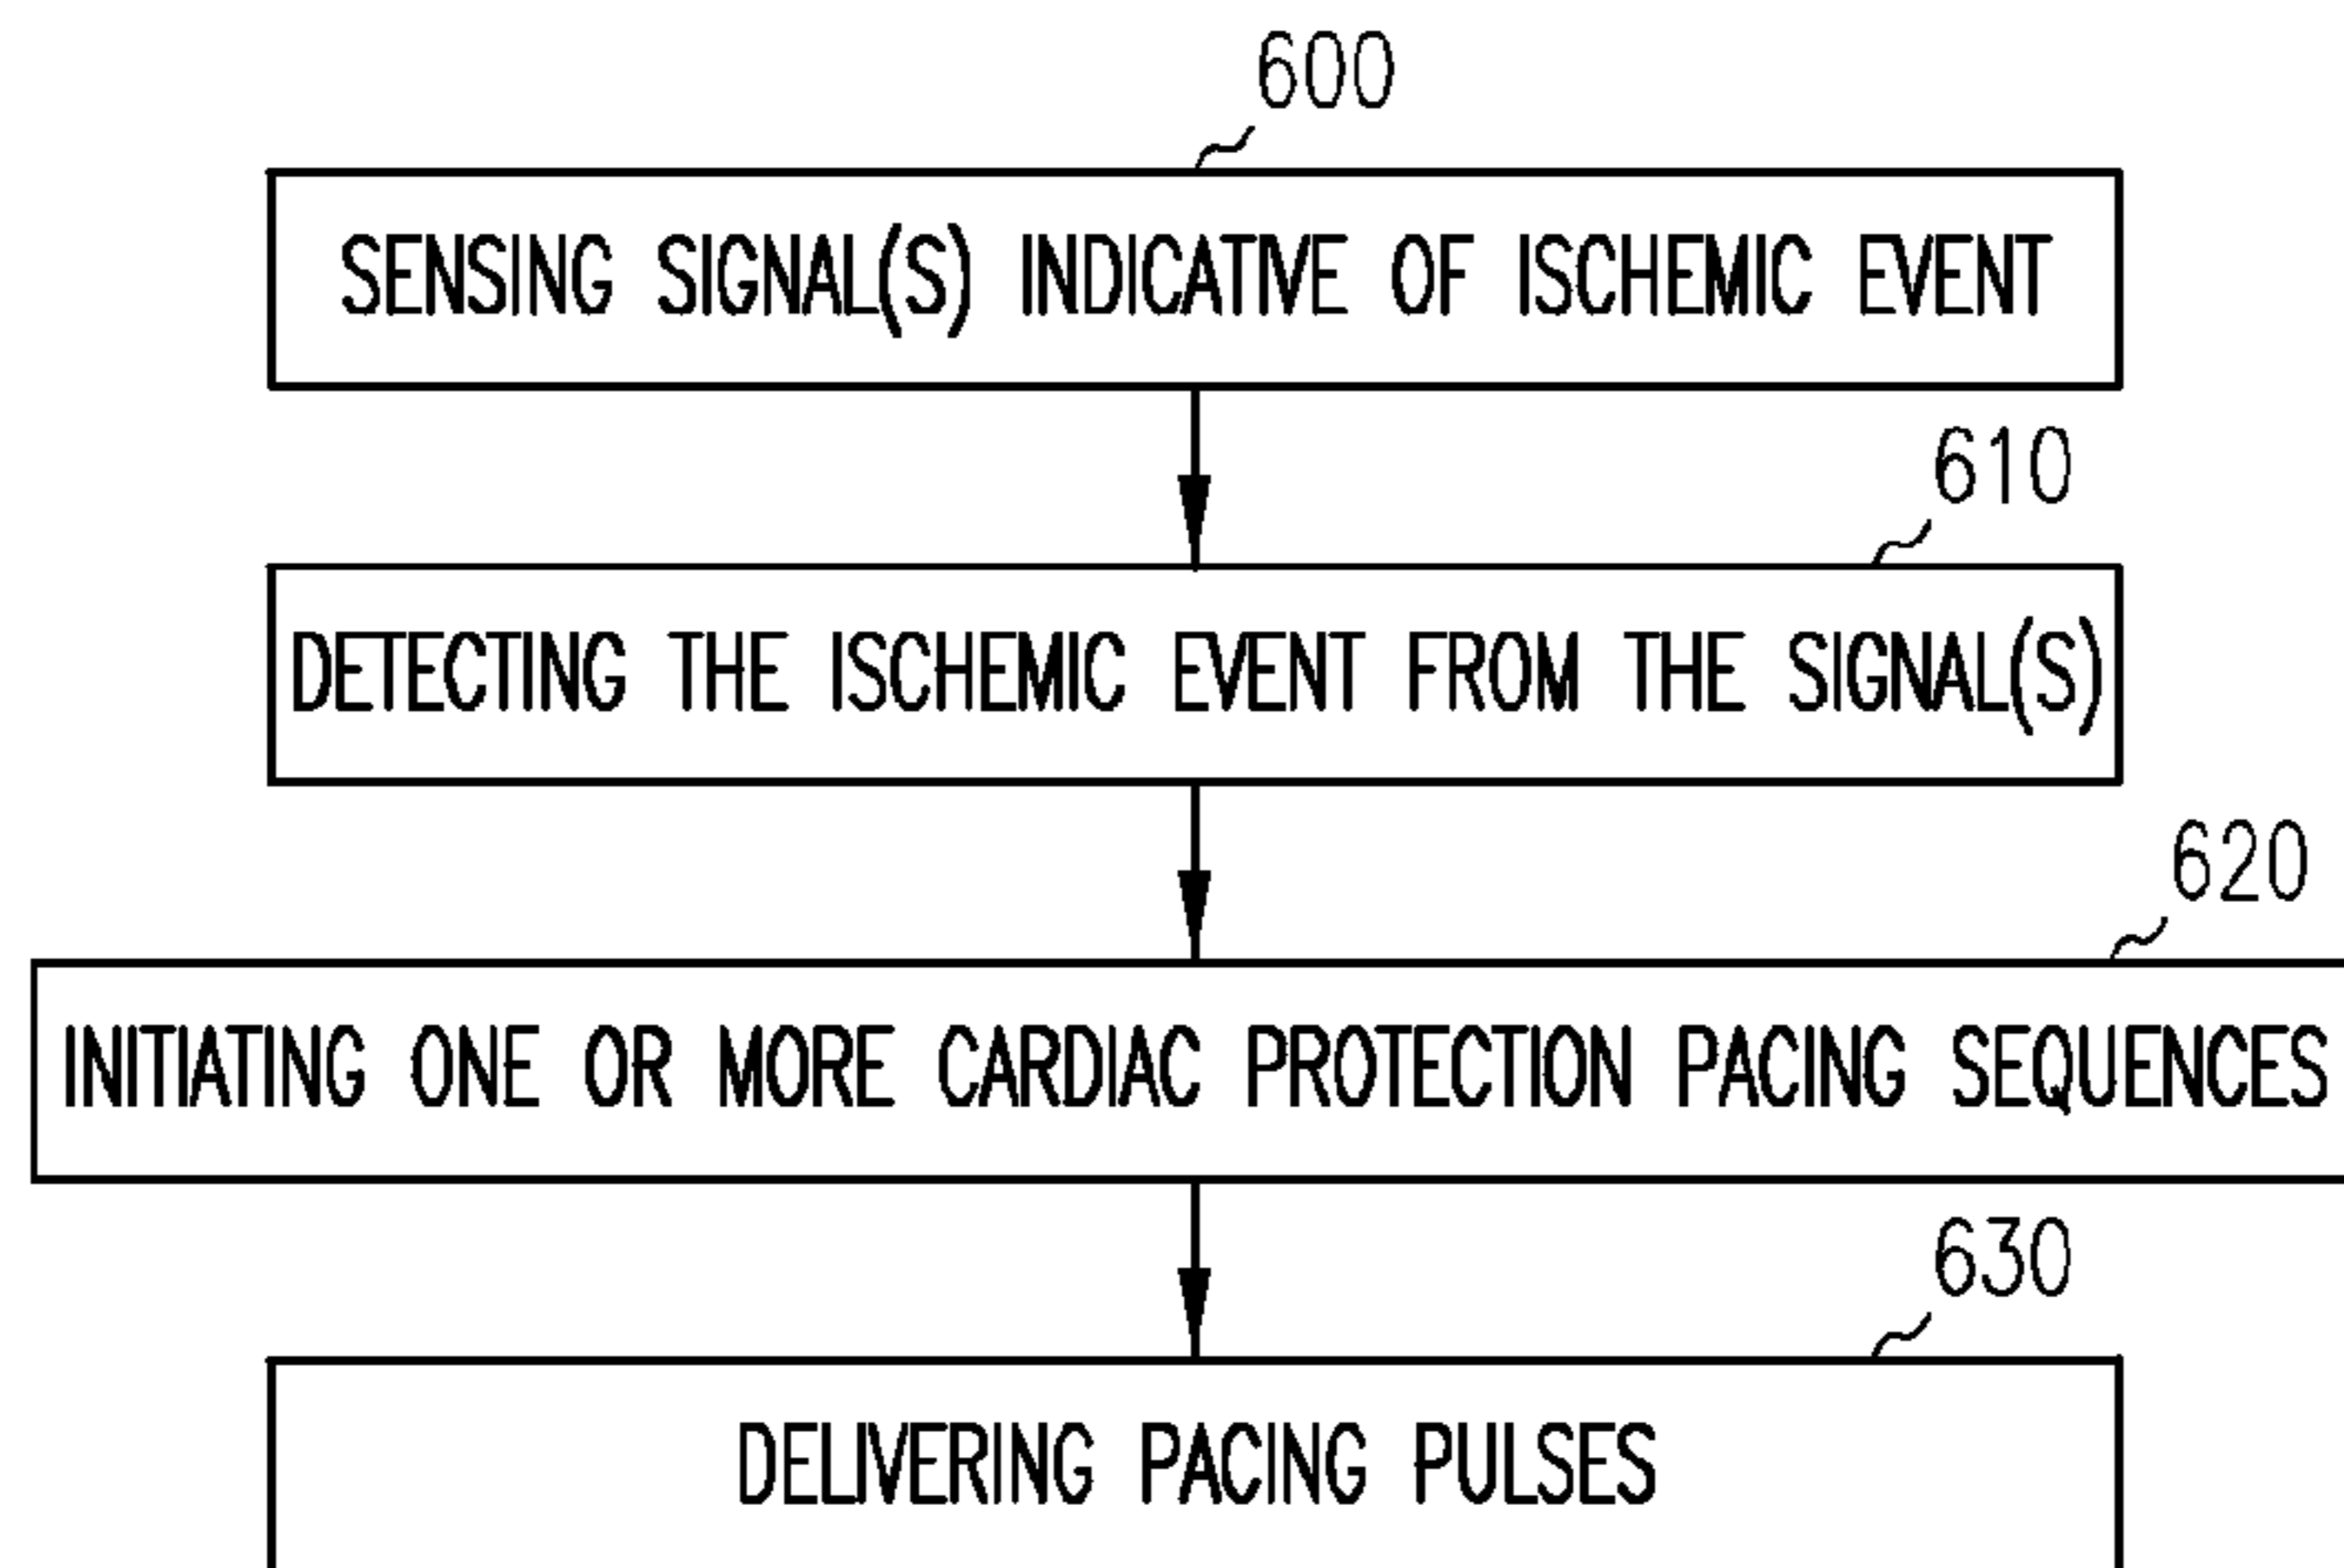 600
SENSING SIGNAL(S) INDICATIVE OF ISCHEMIC EVENT
610
DETECTING THE ISCHEMIC EVENT FROM THE SIGNAL(S)
620
INITIATING ONE OR MORE CARDIAC PROTECTION PACING SEQUENCES
630
DELIVERING PACING PULSES